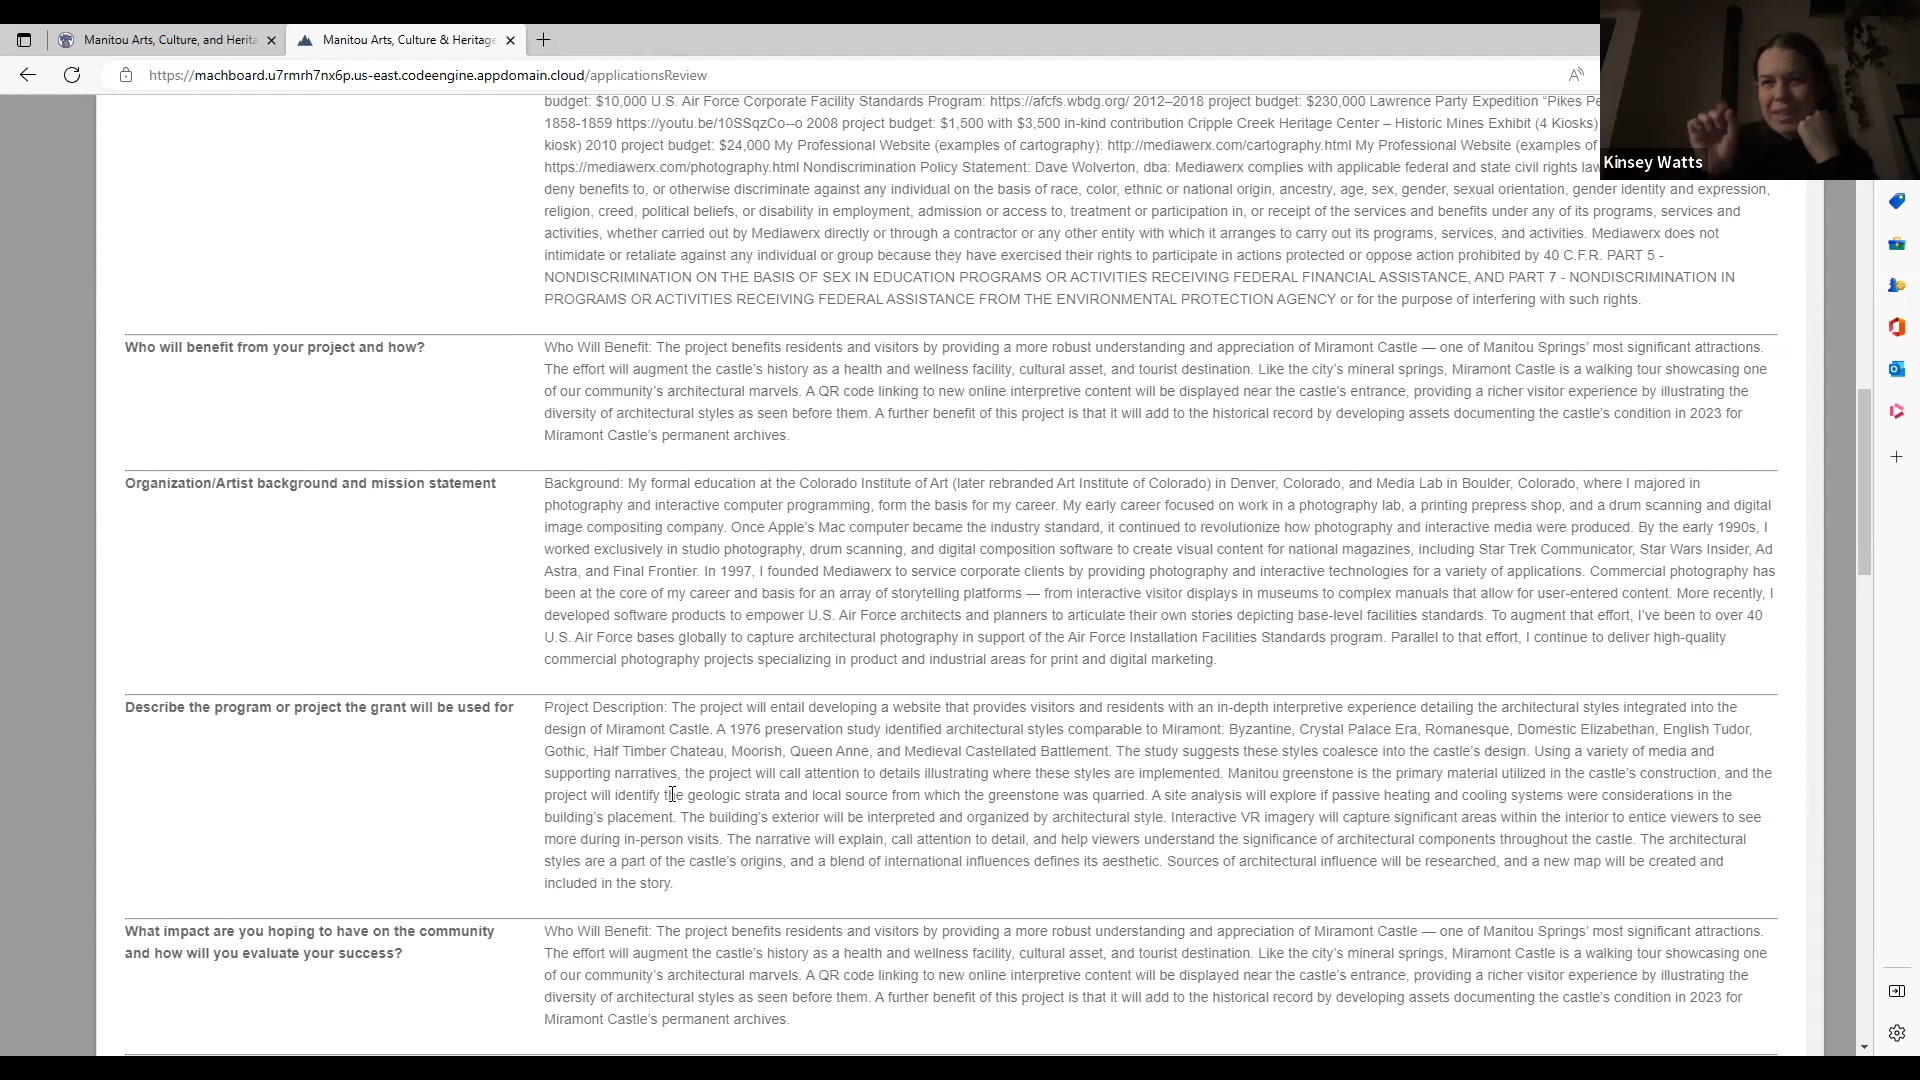 Manitou Arts, Culture, and Herita
Manitou Arts, Culture & Heritage
https://machboard.u7rmrh7nx6p.us-east.codeengine.appdomain.cloud/applicationsReview
Kinsey Watts
budget: $10,000 U.S. Air Force Corporate Facility Standards Program: https://afcfs.wbdg.org/ 2012–2018 project budget: $230,000 Lawrence Party Expedition “Pikes Pe
1858-1859 https://youtu.be/10SSqzCo--o 2008 project budget: $1,500 with $3,500 in-kind contribution Cripple Creek Heritage Center – Historic Mines Exhibit (4 Kiosks)
kiosk) 2010 project budget: $24,000 My Professional Website (examples of cartography): http://mediawerx.com/cartography.html My Professional Website (examples of
https://mediawerx.com/photography.html Nondiscrimination Policy Statement: Dave Wolverton, dba: Mediawerx complies with applicable federal and state civil rights law
deny benefits to, or otherwise discriminate against any individual on the basis of race, color, ethnic or national origin, ancestry, age, sex, gender, sexual orientation, gender identity and expression,
religion, creed, political beliefs, or disability in employment, admission or access to, treatment or participation in, or receipt of the services and benefits under any of its programs, services and
activities, whether carried out by Mediawerx directly or through a contractor or any other entity with which it arranges to carry out its programs, services, and activities. Mediawerx does not
intimidate or retaliate against any individual or group because they have exercised their rights to participate in actions protected or oppose action prohibited by 40 C.F.R. PART 5 -
NONDISCRIMINATION ON THE BASIS OF SEX IN EDUCATION PROGRAMS OR ACTIVITIES RECEIVING FEDERAL FINANCIAL ASSISTANCE, AND PART 7 - NONDISCRIMINATION IN
PROGRAMS OR ACTIVITIES RECEIVING FEDERAL ASSISTANCE FROM THE ENVIRONMENTAL PROTECTION AGENCY or for the purpose of interfering with such rights.
Who will benefit from your project and how?
Who Will Benefit: The project benefits residents and visitors by providing a more robust understanding and appreciation of Miramont Castle — one of Manitou Springs’ most significant attractions.
The effort will augment the castle’s history as a health and wellness facility, cultural asset, and tourist destination. Like the city’s mineral springs, Miramont Castle is a walking tour showcasing one
of our community’s architectural marvels. A QR code linking to new online interpretive content will be displayed near the castle’s entrance, providing a richer visitor experience by illustrating the
diversity of architectural styles as seen before them. A further benefit of this project is that it will add to the historical record by developing assets documenting the castle’s condition in 2023 for
Miramont Castle’s permanent archives.
Organization/Artist background and mission statement
Background: My formal education at the Colorado Institute of Art (later rebranded Art Institute of Colorado) in Denver, Colorado, and Media Lab in Boulder, Colorado, where I majored in
photography and interactive computer programming, form the basis for my career. My early career focused on work in a photography lab, a printing prepress shop, and a drum scanning and digital
image compositing company. Once Apple’s Mac computer became the industry standard, it continued to revolutionize how photography and interactive media were produced. By the early 1990s, I
worked exclusively in studio photography, drum scanning, and digital composition software to create visual content for national magazines, including Star Trek Communicator, Star Wars Insider, Ad
Astra, and Final Frontier. In 1997, I founded Mediawerx to service corporate clients by providing photography and interactive technologies for a variety of applications. Commercial photography has
been at the core of my career and basis for an array of storytelling platforms — from interactive visitor displays in museums to complex manuals that allow for user-entered content. More recently, I
developed software products to empower U.S. Air Force architects and planners to articulate their own stories depicting base-level facilities standards. To augment that effort, I’ve been to over 40
U.S. Air Force bases globally to capture architectural photography in support of the Air Force Installation Facilities Standards program. Parallel to that effort, I continue to deliver high-quality
commercial photography projects specializing in product and industrial areas for print and digital marketing.
Describe the program or project the grant will be used for
Project Description: The project will entail developing a website that provides visitors and residents with an in-depth interpretive experience detailing the architectural styles integrated into the
design of Miramont Castle. A 1976 preservation study identified architectural styles comparable to Miramont: Byzantine, Crystal Palace Era, Romanesque, Domestic Elizabethan, English Tudor,
Gothic, Half Timber Chateau, Moorish, Queen Anne, and Medieval Castellated Battlement. The study suggests these styles coalesce into the castle’s design. Using a variety of media and
supporting narratives, the project will call attention to details illustrating where these styles are implemented. Manitou greenstone is the primary material utilized in the castle’s construction, and the
project will identify the geologic strata and local source from which the greenstone was quarried. A site analysis will explore if passive heating and cooling systems were considerations in the
building’s placement. The building’s exterior will be interpreted and organized by architectural style. Interactive VR imagery will capture significant areas within the interior to entice viewers to see
more during in-person visits. The narrative will explain, call attention to detail, and help viewers understand the significance of architectural components throughout the castle. The architectural
styles are a part of the castle’s origins, and a blend of international influences defines its aesthetic. Sources of architectural influence will be researched, and a new map will be created and
included in the story.
What impact are you hoping to have on the community
and how will you evaluate your success?
Who Will Benefit: The project benefits residents and visitors by providing a more robust understanding and appreciation of Miramont Castle — one of Manitou Springs’ most significant attractions.
The effort will augment the castle’s history as a health and wellness facility, cultural asset, and tourist destination. Like the city’s mineral springs, Miramont Castle is a walking tour showcasing one
of our community’s architectural marvels. A QR code linking to new online interpretive content will be displayed near the castle’s entrance, providing a richer visitor experience by illustrating the
diversity of architectural styles as seen before them. A further benefit of this project is that it will add to the historical record by developing assets documenting the castle’s condition in 2023 for
Miramont Castle’s permanent archives.